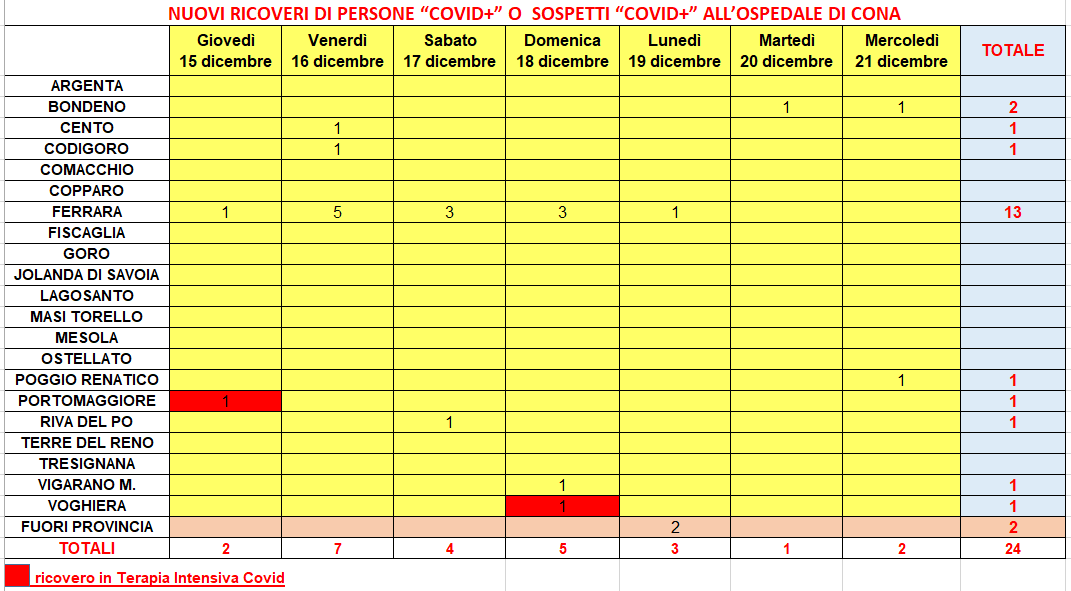 NUOVI RICOVERI DI PERSONE “COVID+” O SOSPETTI “COVID+” ALL’OSPEDALE DI CONA
Giovedì 15 dicembre Venerdì 16 dicembre Sabato 17 dicembre Domenica 18 dicembre Lunedì 19 dicembre Martedì 20 dicembre Mercoledì 21 dicembre TOTALE
ARGENTA
BONDENO 1 1 2
CENTO 1 1
CODIGORO 1 1
COMACCHIO
COPPARO
FERRARA 1 5 3 3 1 13
FISCAGLIA
GORO
JOLANDA DI SAVOIA
LAGOSANTO
MASI TORELLO
MESOLA
OSTELLATO
POGGIO RENATICO 1 1
PORTOMAGGIORE 1 1
RIVA DEL PO 1 1
TERRE DEL RENO
TRESIGNANA
VIGARANO M. 1 1
VOGHIERA 1 1
FUORI PROVINCIA 2 2
TOTALI 2 7 4 5 3 1 2 24
ricovero in Terapia Intensiva Covid